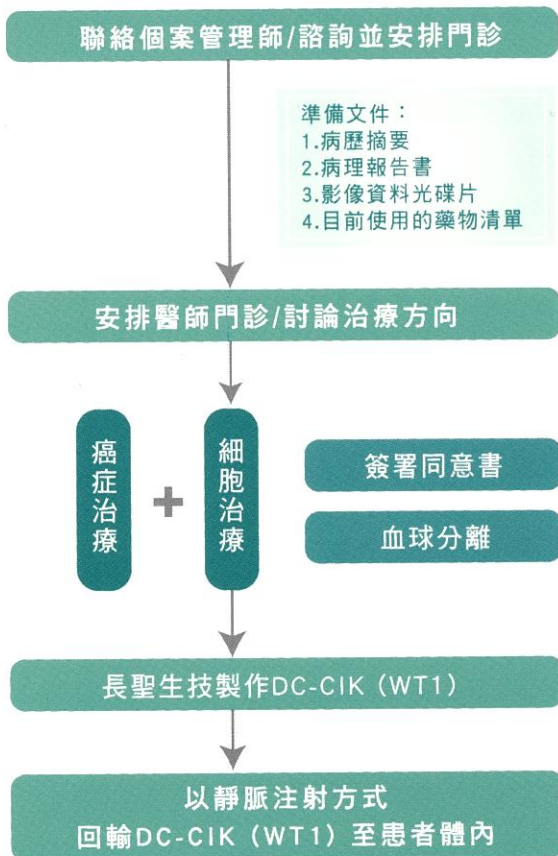 聯絡個案管理師/諮詢並安排門診
準備文件：
1.病歷摘要
2.病理報告書
3.影像資料光碟片
4.目前使用的藥物清單
安排醫師門診/討論治療方向
癌症治療
+
細胞治療
簽署同意書
血球分離
長聖生技製作DC-CIK (WT1)
以靜脈注射方式
回輸DC-CIK (WT1) 至患者體內